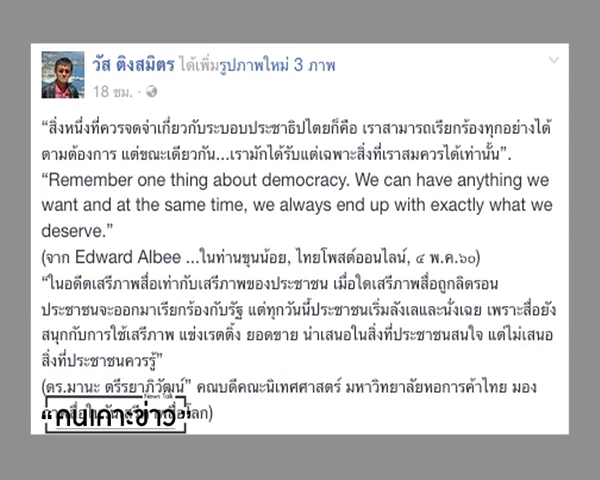 วัส ติงสมิตร ได้เพิ่มรูปภาพใหม่ 3 ภาพ
18 ชม. ·
“สิ่งหนึ่งที่ควรจดจำเกี่ยวกับระบอบประชาธิปไตยก็คือ เราสามารถเรียกร้องทุกอย่างได้
ตามต้องการ แต่ขณะเดียวกัน...เรามักได้รับแต่เฉพาะสิ่งที่เราสมควรได้เท่านั้น”.
“Remember one thing about democracy. We can have anything we
want and at the same time, we always end up with exactly what we
deserve.”
(จาก Edward Albee ...ในท่านขุนน้อย, ไทยโพสต์ออนไลน์, ๔ พ.ค.๖๐)
“ในอดีตเสรีภาพสื่อเท่ากับเสรีภาพของประชาชน เมื่อใดเสรีภาพสื่อถูกลิดรอน
ประชาชนจะออกมาเรียกร้องกับรัฐ แต่ทุกวันนี้ประชาชนเริ่มลังเลและนั่งเฉย เพราะสื่อยัง
สนุกกับการใช้เสรีภาพ แข่งเรตติ้ง ยอดขาย นำเสนอในสิ่งที่ประชาชนสนใจ แต่ไม่เสนอ
สิ่งที่ประชาชนควรรู้”
(ดร.มานะ ตรีรยาภิวัฒน์” คณบดีคณะนิเทศศาสตร์ มหาวิทยาลัยหอการค้าไทย มอง
News Talk
“คนเคาะข่าว”
โลก)